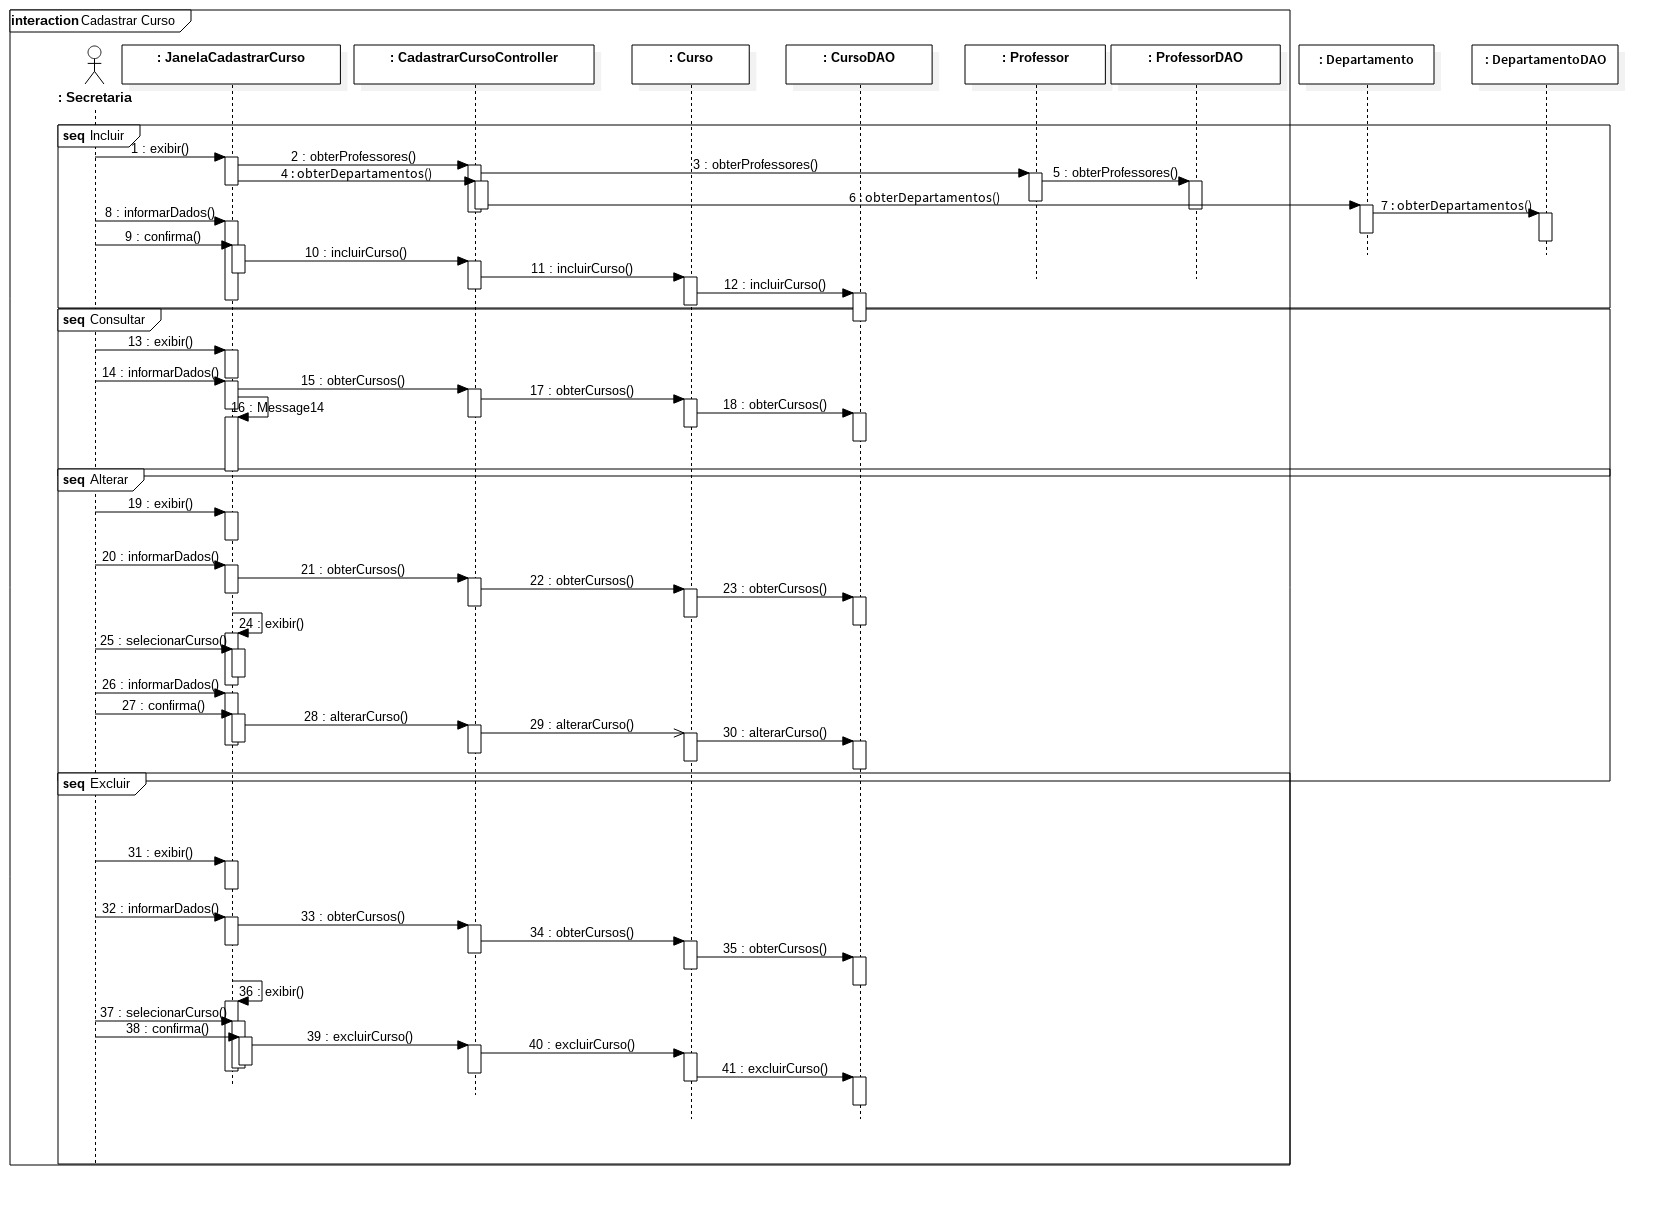 interaction Cadastrar Curso
: Secretaria
: JanelaCadastrarCurso
: CadastrarCursoController
: Curso
: CursoDAO
: Professor
: ProfessorDAO
: Departamento
: DepartamentoDAO
seq Incluir
1 : exibir()
2 : obterProfessores()
3 : obterProfessores()
4 : obterDepartamentos()
5 : obterProfessores()
6 : obterDepartamentos()
7 : obterDepartamentos()
8 : informarDados()
9 : confirma()
10 : incluirCurso()
11 : incluirCurso()
12 : incluirCurso()
seq Consultar
13 : exibir()
14 : informarDados()
15 : obterCursos()
16 : Message14
17 : obterCursos()
18 : obterCursos()
seq Alterar
19 : exibir()
20 : informarDados()
21 : obterCursos()
22 : obterCursos()
23 : obterCursos()
24 : exibir()
25 : selecionarCurso()
26 : informarDados()
27 : confirma()
28 : alterarCurso()
29 : alterarCurso()
30 : alterarCurso()
seq Excluir
31 : exibir()
32 : informarDados()
33 : obterCursos()
34 : obterCursos()
35 : obterCursos()
36 : exibir()
37 : selecionarCurso()
38 : confirma()
39 : excluirCurso()
40 : excluirCurso()
41 : excluirCurso()